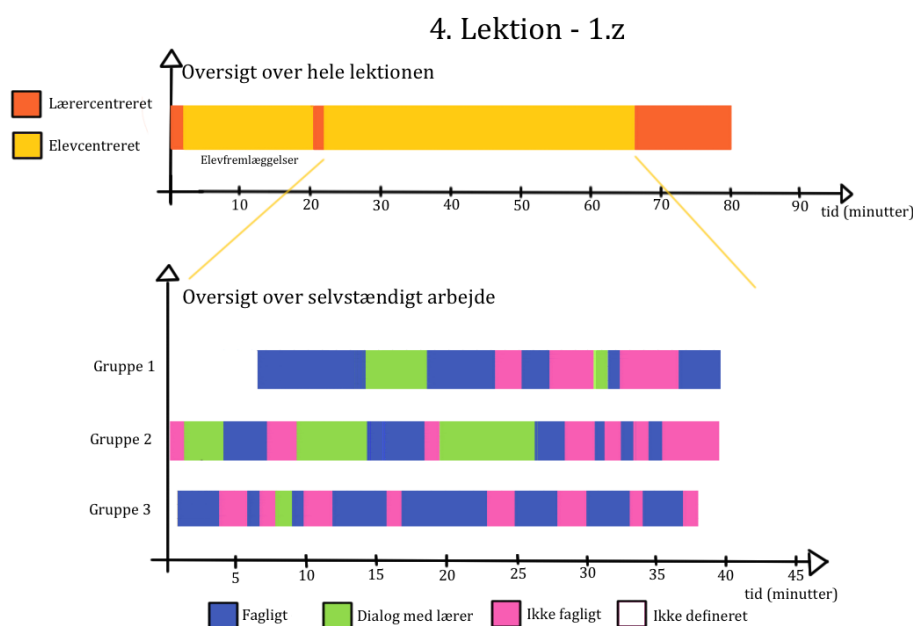 4. Lektion - 1.z
Oversigt over hele lektionen
Lærercentreret
Elevcentreret
Elevfremlæggelser
10 20 30 40 50 60 70 80 90
tid (minutter)
Oversigt over selvstændigt arbejde
Gruppe 1
Gruppe 2
Gruppe 3
5 10 15 20 25 30 35 40 45
tid (minutter)
Fagligt Dialog med lærer Ikke fagligt Ikke defineret